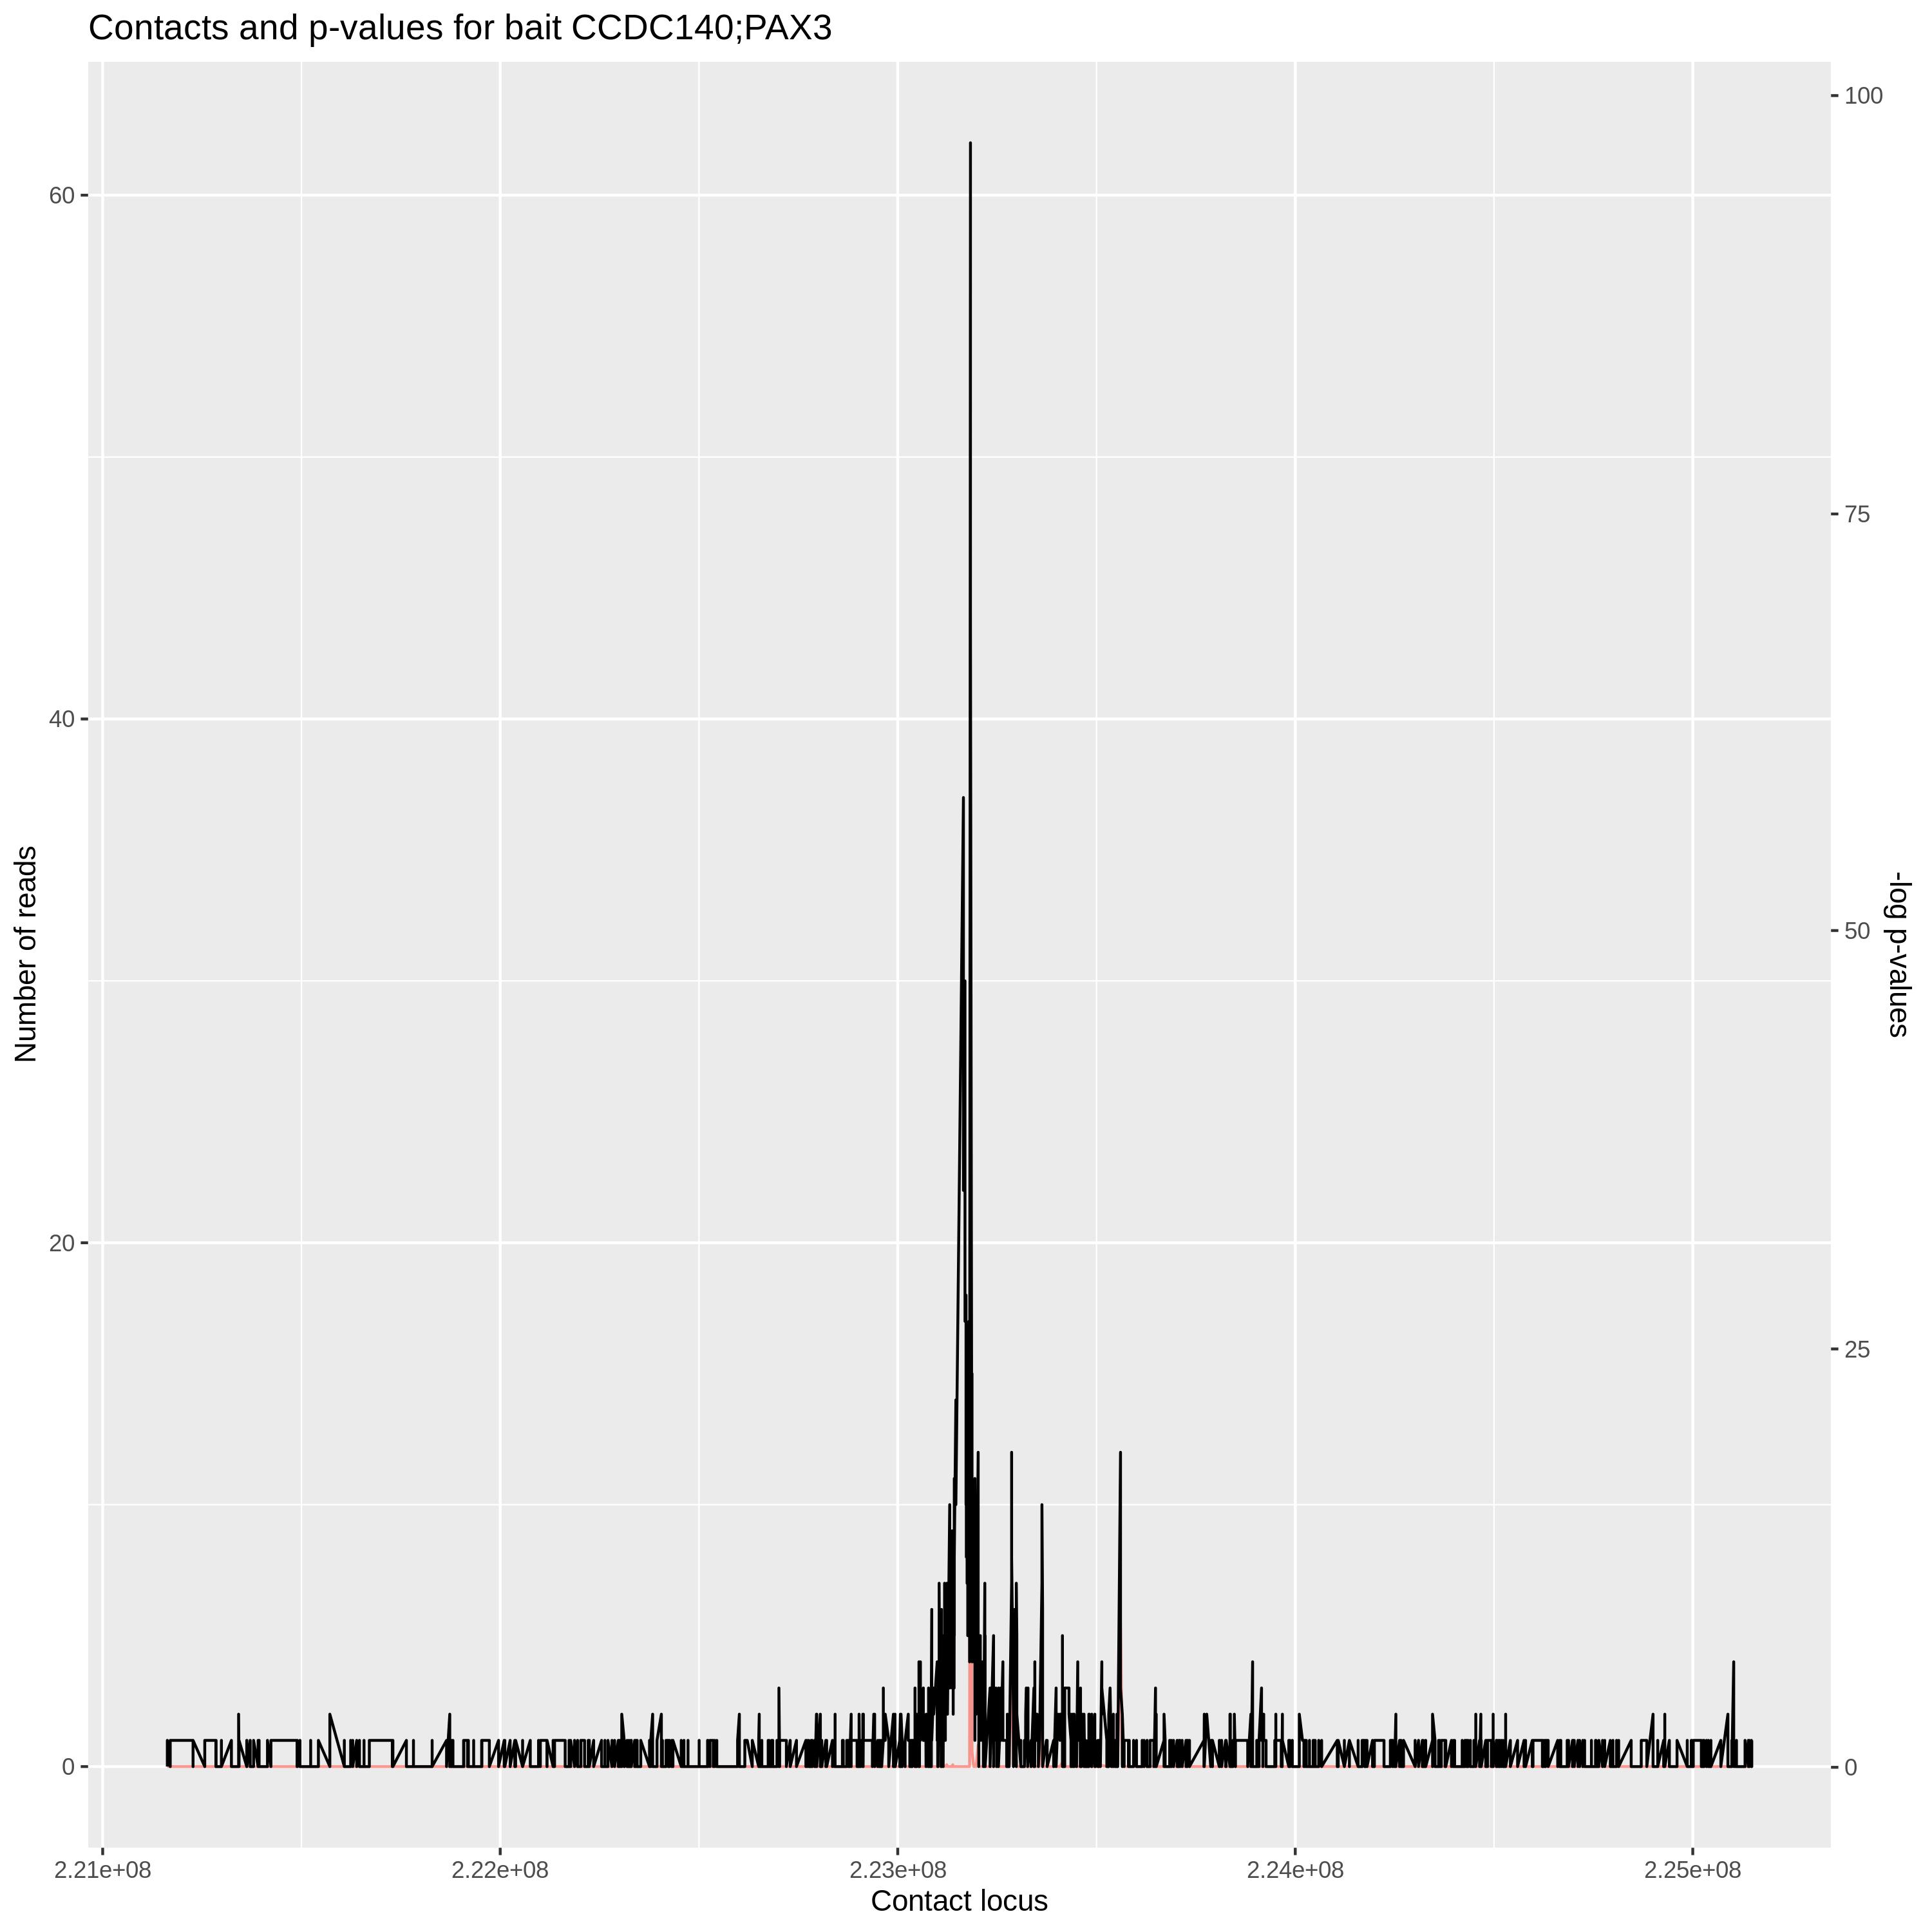 Contacts and p-values for bait CCDC140;PAX3
Number of reads
60
40
20
0
100
75
50
25
0
-log p-values
2.21e+08 2.22e+08 2.23e+08 2.24e+08 2.25e+08
Contact locus